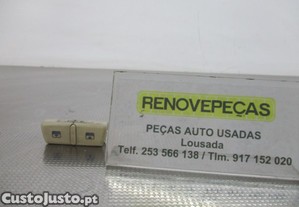 RENOVEPEÇAS
PEÇAS AUTO USADAS
Lousada
Telf. 253 566 138 / Tlm. 917 152 020
CustoJusto.pt